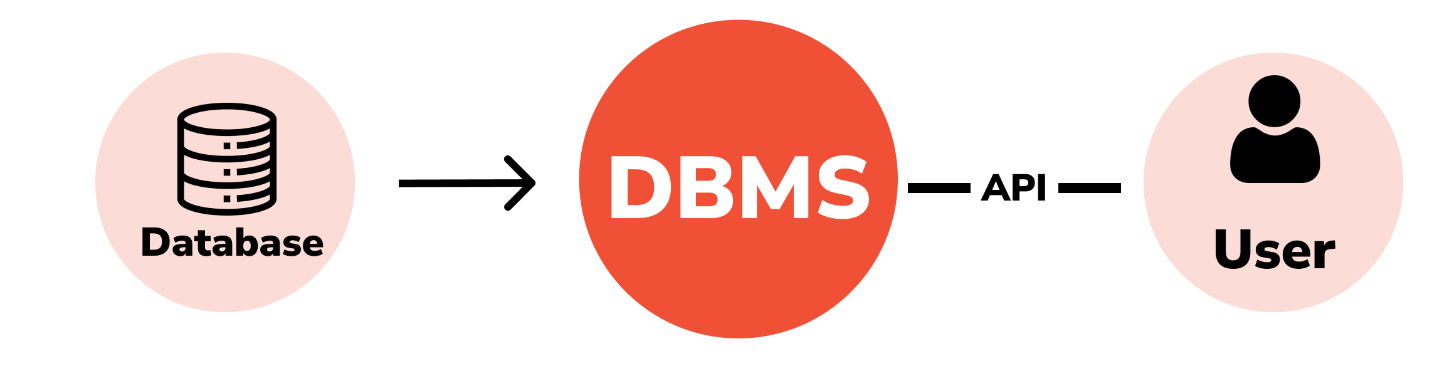 Database
DBMS
API
User